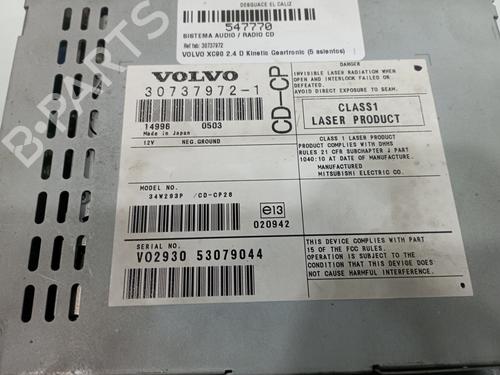 DESGUACE EL CALIZ
547770
SISTEMA AUDIO / RADIO CD
Ref fab: 30737972
VOLVO XC90 2.4 D Kinetic Geartronic (5 asientos)
VOLVO
30737972-1
14996 0503
Made in Japan
12V NEG.GROUND
CD-CP
DANGER
INVISIBLE LASER RADIATION WHEN
OPEN AND INTERLOCK FAILED OR
DEFEATED.
AVOID DIRECT EXPOSURE TO BEAM.
CLASS1
LASER PRODUCT
CLASS 1 LASER PRODUCT
PRODUCT COMPLIES WITH DHHS
RULES 21 CFR SUBCHAPTER J PART
1040:10 AT DATE OF MANUFACTURE.
MANUFACTURED
MITSUBISHI ELECTRIC CO.
MODEL NO.
34W293P /CD-CP28
e13
020942
SERIAL NO.
VO2930 53079044
THIS DEVICE COMPLIES WITH PART
15 OF THE FCC RULES.
OPERATION IS SUBJECT TO THE
CONDITION THAT THIS DEVICE DOES
NOT CAUSE HARMFUL INTERFERENCE.